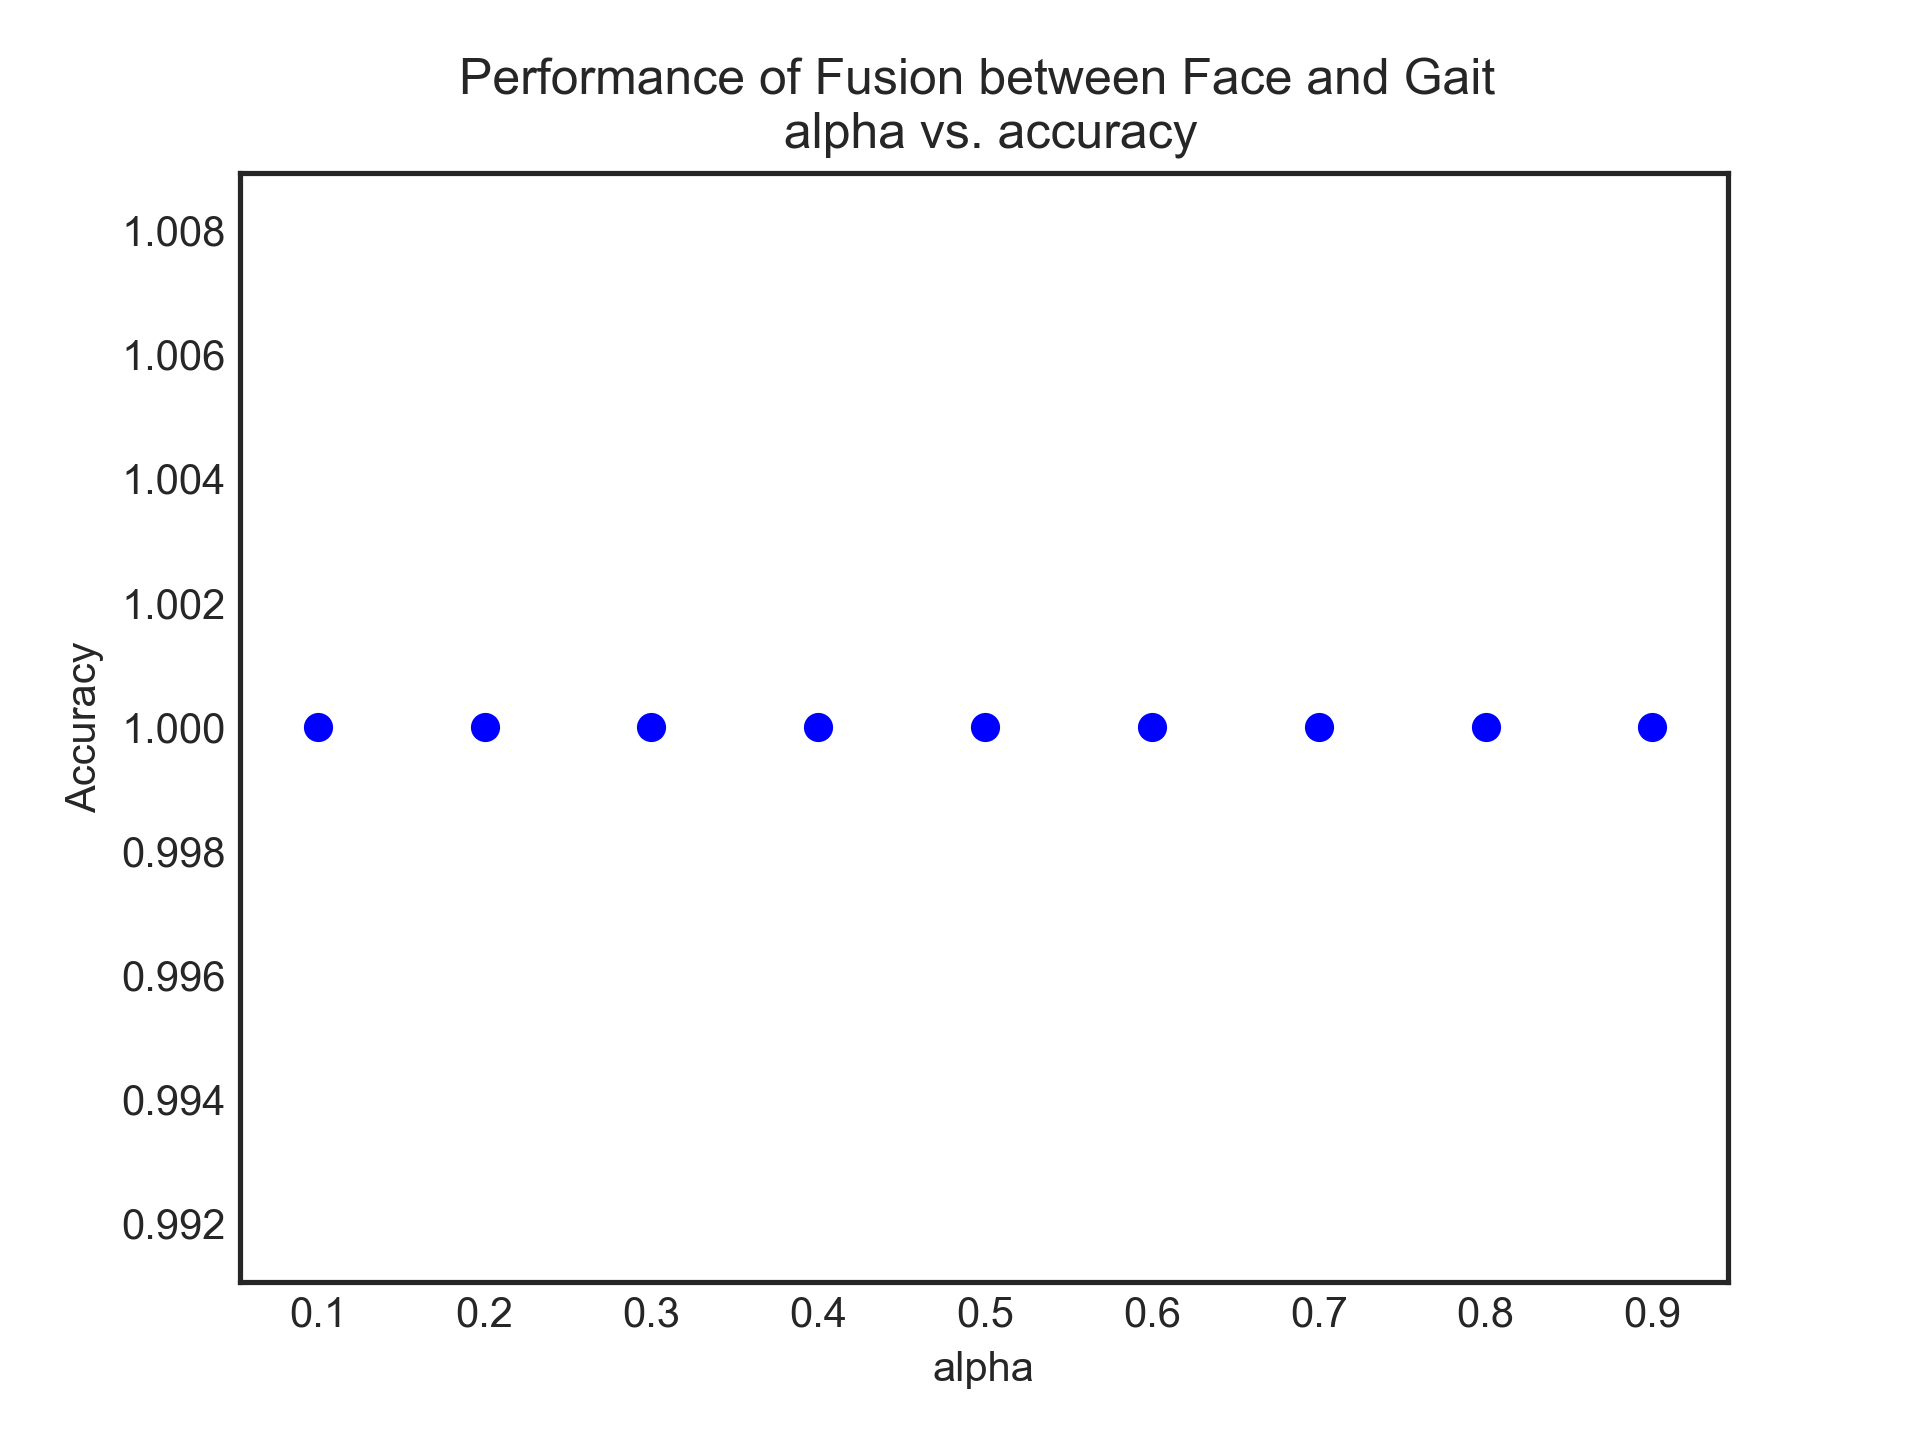 Performance of Fusion between Face and Gait
alpha vs. accuracy
1.008
1.006
1.004
1.002
1.000
0.998
0.996
0.994
0.992
Accuracy
0.1 0.2 0.3 0.4 0.5 0.6 0.7 0.8 0.9
alpha